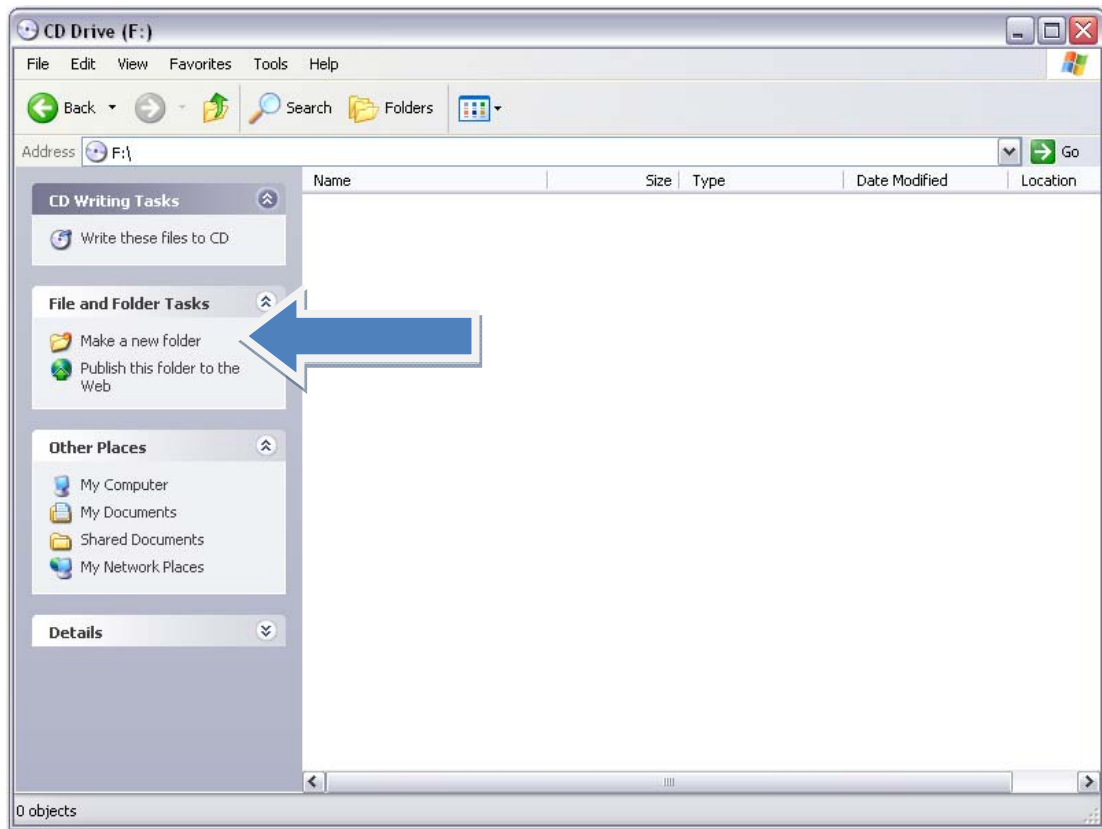 CD Drive (F:)
File Edit View Favorites Tools Help
Back Search Folders
Address F:\ Go
Name Size Type Date Modified Location
CD Writing Tasks
Write these files to CD
File and Folder Tasks
Make a new folder
Publish this folder to the
Web
Other Places
My Computer
My Documents
Shared Documents
My Network Places
Details
0 objects